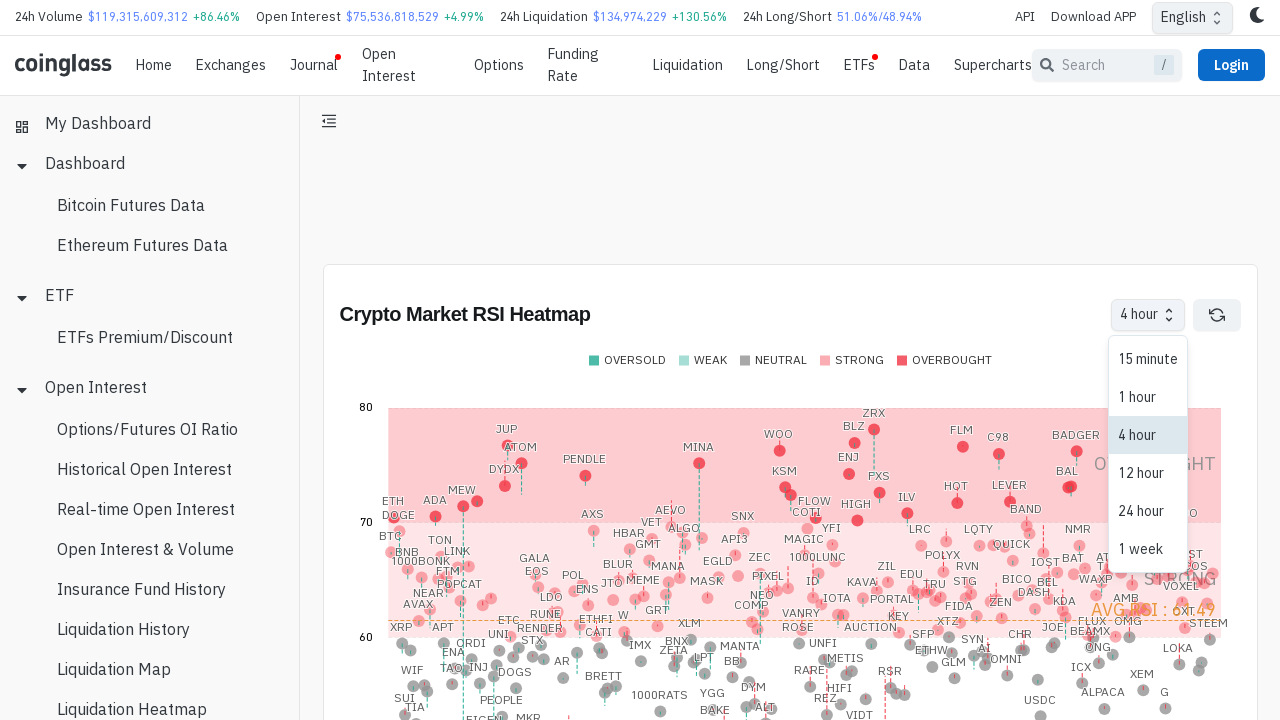 24h Volume $119,315,609,312 +86.46% Open Interest $75,536,818,529 +4.99% 24h Liquidation $134,974,229 +130.56% 24h Long/Short 51.06%/48.94% API Download APP English
coinglass Home Exchanges Journal Open Interest Options Funding Rate Liquidation Long/Short ETFs Data Supercharts Search / Login
My Dashboard
Dashboard
Bitcoin Futures Data
Ethereum Futures Data
ETF
ETFs Premium/Discount
Open Interest
Options/Futures OI Ratio
Historical Open Interest
Real-time Open Interest
Open Interest & Volume
Insurance Fund History
Liquidation History
Liquidation Map
Liquidation Heatmap
Crypto Market RSI Heatmap
4 hour
15 minute
1 hour
4 hour
12 hour
24 hour
1 week
OVERSOLD WEAK NEUTRAL STRONG OVERBOUGHT
80
ZRX
JUP BLZ FLM
WOO C98 BADGER
ATOM MINA
PENDLE ENJ
DYDX KSM FXS BAL
MEW HOT LEVER
ETH ADA FLOW HIGH ILV
DOGE AXS AEVO SNX COTI BAND
70
VET
BTC TON HBAR ALGO API3 MAGIC YFI LRC LQTY NMR
BNB LINK GMT QUICK
1000BONK GALA BLUR MANA EGLD ZEC 1000LUNC ZIL POLYX RVN IOST BAT
FTM EOS POL MEME MASK PIXEL ID KAVA EDU TRU STG BICO BEL WAXP VOXEL
POPCAT JTO
NEAR LDO ENS NEO IOTA PORTAL DASH AMB
AVAX RUNE GRT COMP VANRY FIDA ZEN KDA STRONG
XRP APT ETC ETHFI W XLM ROSE AUCTION KEY XTZ JOE FLUX OMG STEEM
UNI RENDER CATI SFP BEAMX
60
ORDI STX IMX BNX MANTA UNFI SYN CHR
ENA ZETA ETHW AI ONG LOKA
TAO INJ AR LPT BB METIS GLM OMNI ICX
WIF DOGS BRETT RARE RSR XEM
SUI PEOPLE 1000RATS YGG DYM HIFI USDC ALPACA G
TIA MKR BAKE ALT REZ VIDT